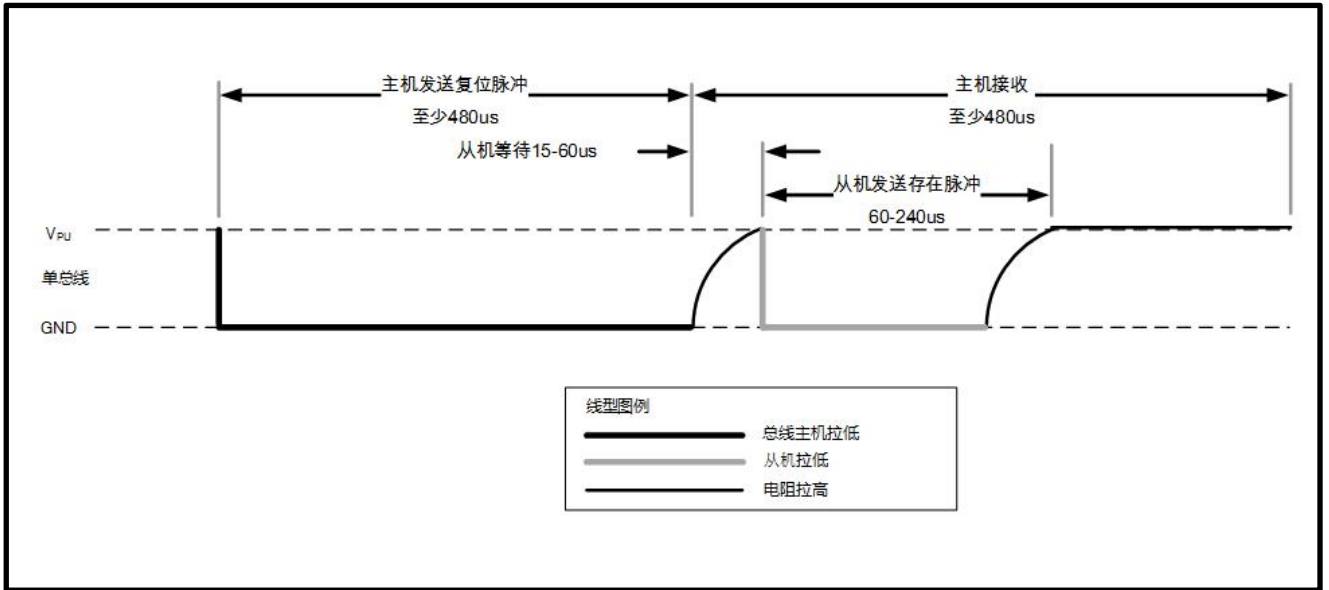 主机发送复位脉冲
至少480us
主机接收
至少480us
从机等待15-60us
从机发送存在脉冲
60-240us
VPU
单总线
GND
线型图例
总线主机拉低
从机拉低
电阻拉高